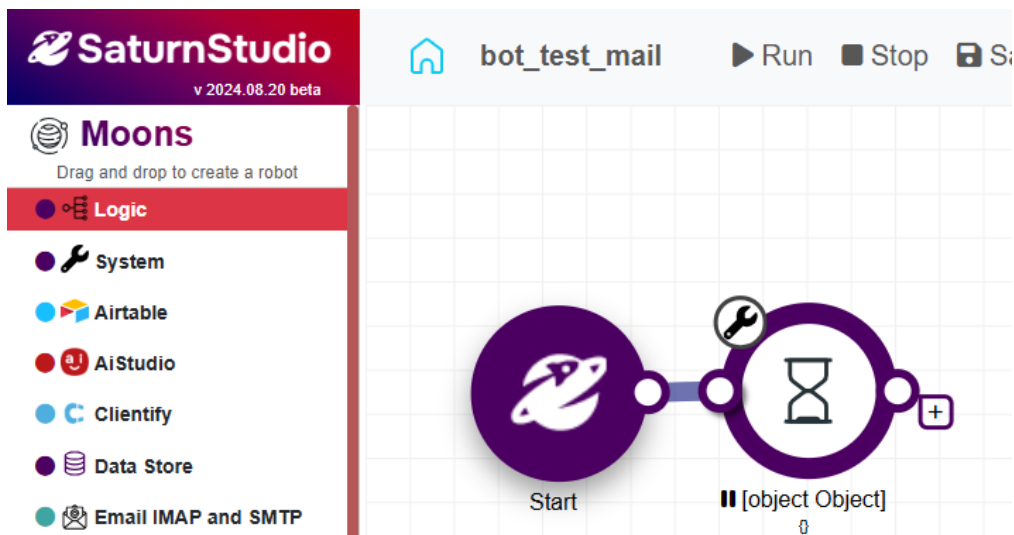 SaturnStudio
v 2024.08.20 beta
bot_test_mail
Run
Stop
Sa
Moons
Drag and drop to create a robot
Logic
System
Airtable
AiStudio
Clientify
Data Store
Email IMAP and SMTP
Start
[object Object]
{}